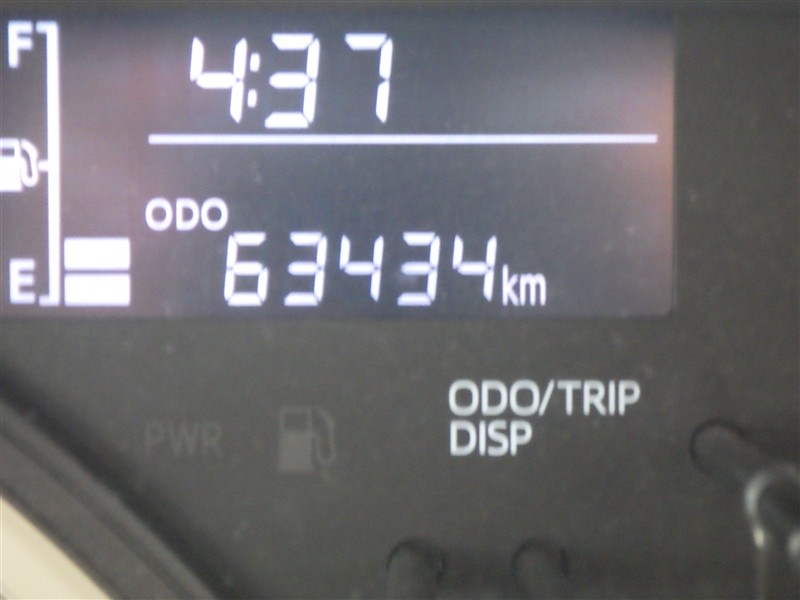 F
4:37
ODO
E
63434km
ODO/TRIP
DISP
PWR